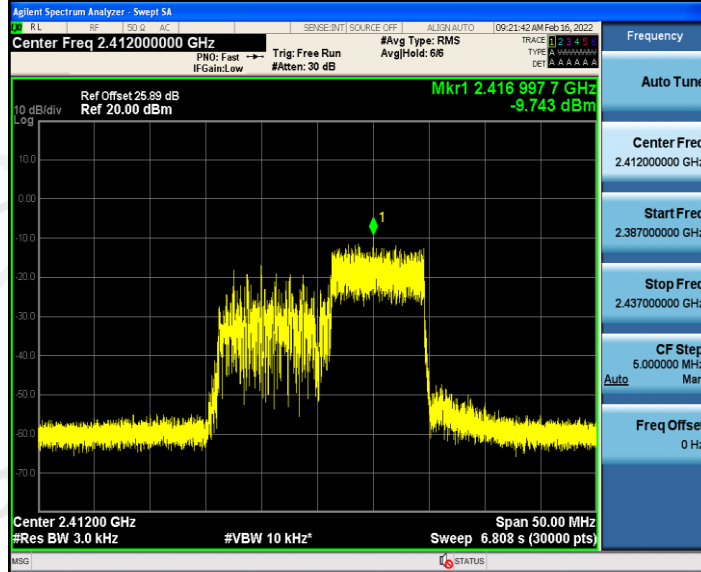 Agilent Spectrum Analyzer - Swept SA
RL RF 50 Ω AC SENSE:INT SOURCE OFF ALIGN AUTO 09:21:42 AM Feb 16, 2022
Center Freq 2.412000000 GHz
#Avg Type: RMS
TRACE 1 2 3 4 5 6
PNO: Fast
Trig: Free Run
Avg|Hold: 6/6
TYPE A
IFGain:Low
#Atten: 30 dB
DET A A A A A A
Mkr1 2.416 997 7 GHz
-9.743 dBm
Ref Offset 25.89 dB
10 dB/div
Ref 20.00 dBm
Log
10.0
0.00
-10.0
-20.0
-30.0
-40.0
-50.0
-60.0
-70.0
1
Center 2.41200 GHz
Span 50.00 MHz
#Res BW 3.0 kHz
#VBW 10 kHz*
Sweep 6.808 s (30000 pts)
MSG
STATUS
Frequency
Auto Tune
Center Freq
2.412000000 GHz
Start Freq
2.387000000 GHz
Stop Freq
2.437000000 GHz
CF Step
5.000000 MHz
Auto Man
Freq Offset
0 Hz